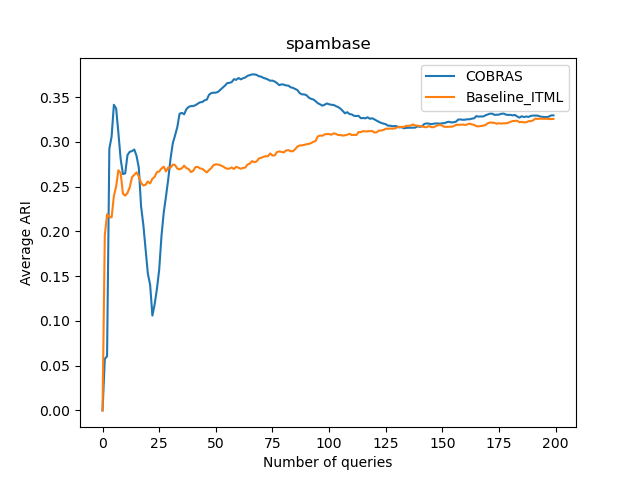 spambase
COBRAS
Baseline_ITML
Average ARI
0.35
0.30
0.25
0.20
0.15
0.10
0.05
0.00
0 25 50 75 100 125 150 175 200
Number of queries